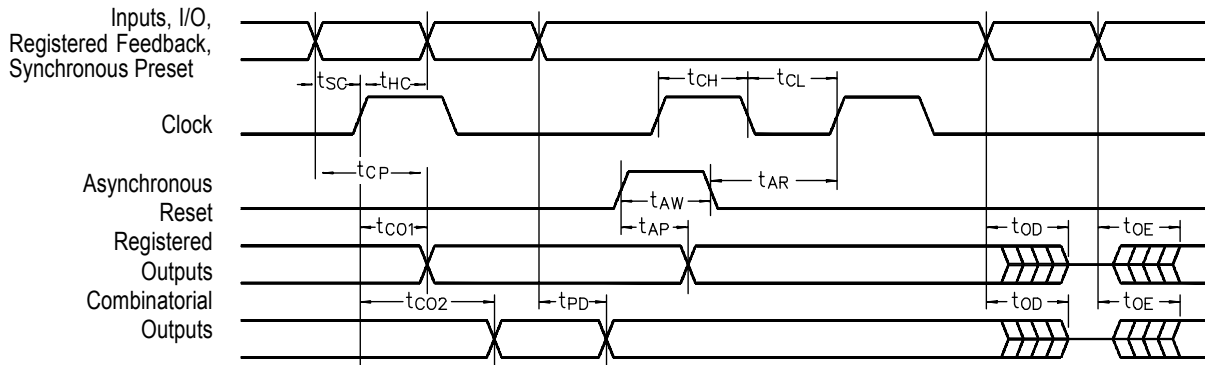 Inputs, I/O,
Registered Feedback,
Synchronous Preset
tSC
tHC
tCH
tCL
Clock
tCP
Asynchronous
Reset
tAR
tAW
tCO1
tAP
tOD
tOE
Registered
Outputs
Combinatorial
Outputs
tCO2
tPD
tOD
tOE